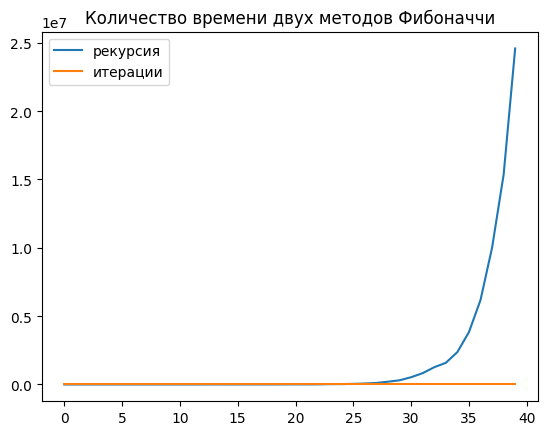 Количество времени двух методов Фибоначчи
1e7
рекурсия
итерации
2.5
2.0
1.5
1.0
0.5
0.0
0 5 10 15 20 25 30 35 40